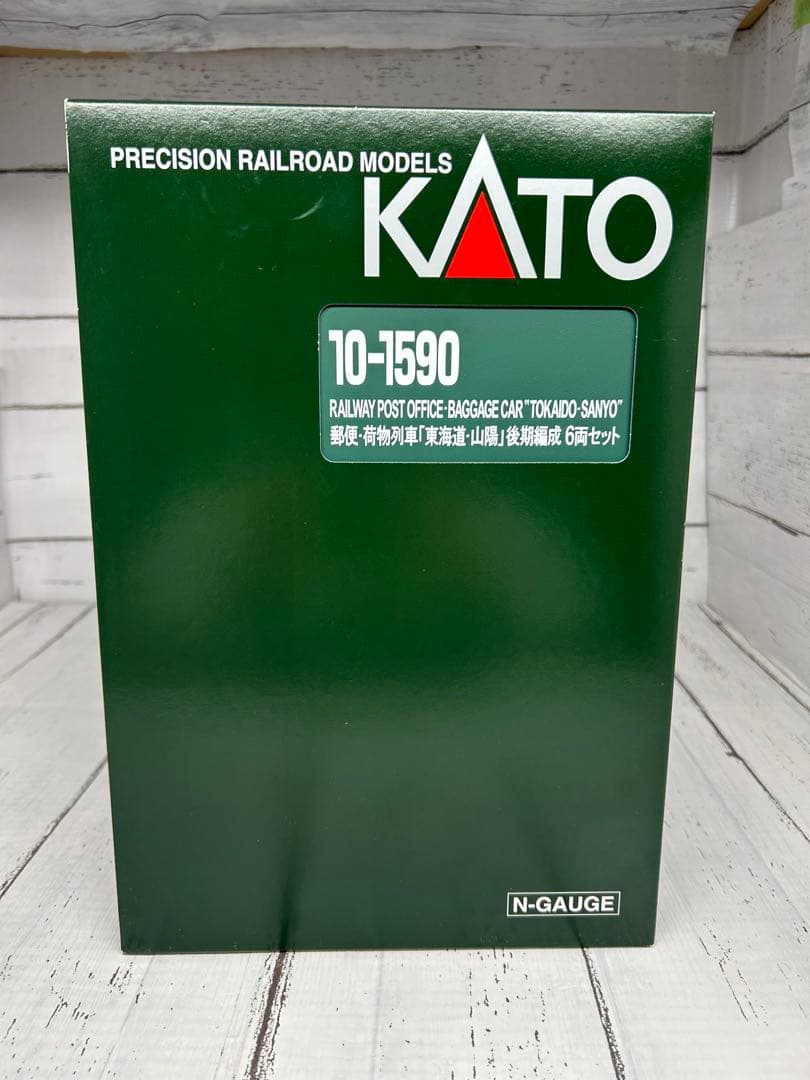 PRECISION RAILROAD MODELS
KATO
10-1590
RAILWAY POST OFFICE·BAGGAGE CAR "TOKAIDO·SANYO"
郵便・荷物列車「東海道・山陽」後期編成 6両セット
N-GAUGE